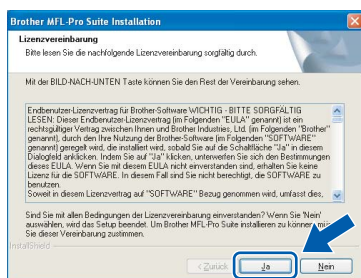 Brother MFL-Pro Suite Installation
Lizenzvereinbarung
Bitte lesen Sie die nachfolgende Lizenzvereinbarung sorgfältig durch.
Mit der BILD-NACH-UNTEN Taste können Sie den Rest der Vereinbarung sehen.
Endbenutzer-Lizenzvertrag für Brother-Software WICHTIG - BITTE SORGFÄLTIG
LESEN: Dieser Endbenutzer-Lizenzvertrag (im Folgenden "EULA" genannt) ist ein
rechtsgültiger Vertrag zwischen Ihnen und Brother Industries, Ltd. (im Folgenden "Brother"
genannt), durch den Ihre Nutzung der Brother-Software (im Folgenden "SOFTWARE"
genannt) geregelt wird, die installiert wird, sobald Sie auf die Schaltfläche "Ja" in diesem
Dialogfeld anklicken. Indem Sie auf "Ja" klicken, unterwerfen Sie sich den Bestimmungen
dieses EULA. Wenn Sie mit diesem EULA nicht einverstanden sind, erhalten Sie keine
Lizenz für die SOFTWARE. In diesem Fall sind Sie nicht berechtigt, die SOFTWARE zu
benutzen.
Soweit in diesem Lizenzvertrag auf "SOFTWARE" Bezug genommen wird, umfasst dies,
Sind Sie mit allen Bedingungen der Lizenzvereinbarung einverstanden? Wenn Sie 'Nein'
auswählen, wird das Setup beendet. Um Brother MFL-Pro Suite installieren zu können,
Sie dieser Vereinbarung zustimmen.
InstallShield
< Zurück
Ja
Nein